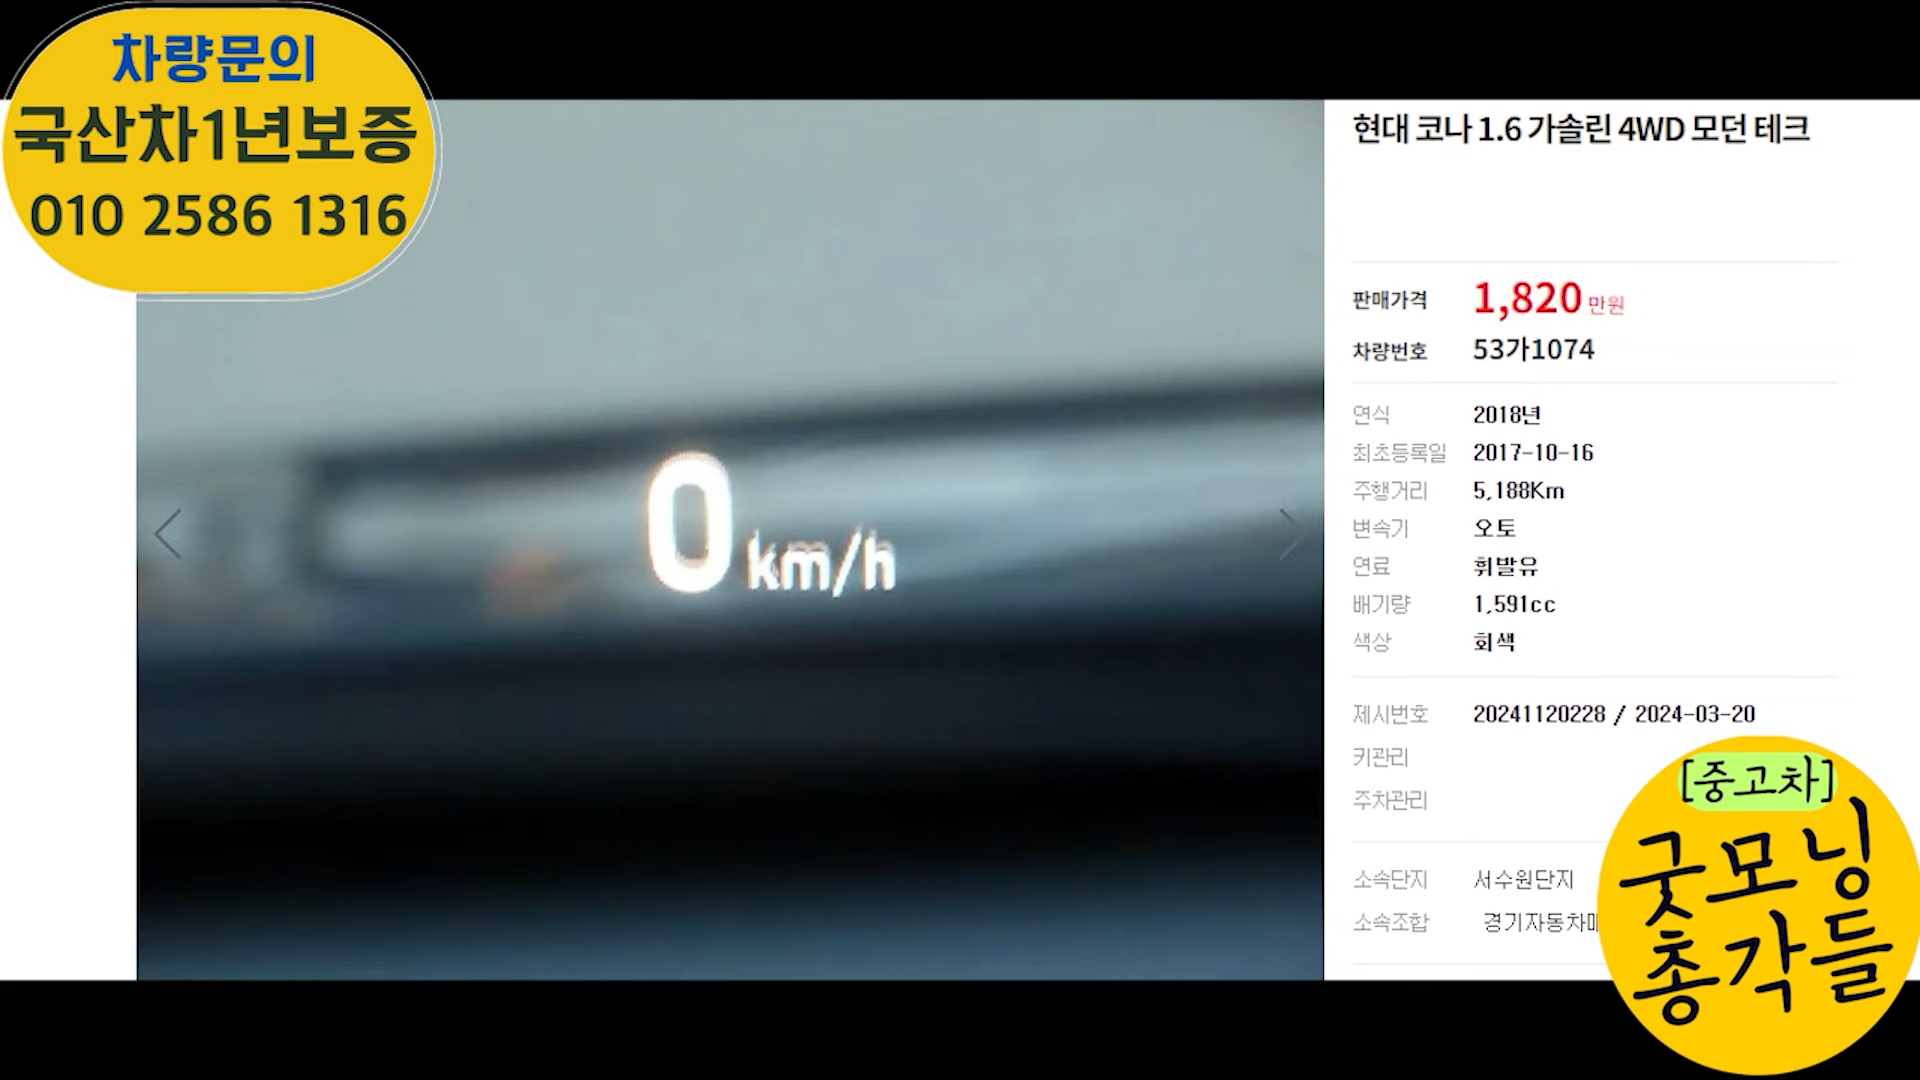 차량문의
국산차1년보증
010 2586 1316
0 km/h
현대 코나 1.6 가솔린 4WD 모던 테크
판매가격 1,820 만원
차량번호 53가1074
연식 2018년
최초등록일 2017-10-16
주행거리 5,188Km
변속기 오토
연료 휘발유
배기량 1,591cc
색상 회색
제시번호 20241120228 / 2024-03-20
키관리
주차관리
소속단지 서수원단지
소속조합 경기자동차매
[중고차]
굿모닝
총각들